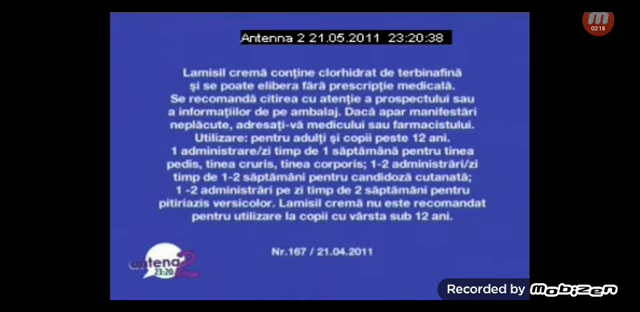 02:18
Antenna 2 21.05.2011 23:20:38
Lamisil cremă conține clorhidrat de terbinafină
și se poate elibera fără prescripție medicală.
Se recomandă citirea cu atenție a prospectului sau
a informațiilor de pe ambalaj. Dacă apar manifestări
neplăcute, adresați-vă medicului sau farmacistului.
Utilizare: pentru adulți și copii peste 12 ani.
1 administrare/zi timp de 1 săptămână pentru tinea
pedis, tinea cruris, tinea corporis; 1-2 administrări/zi
timp de 1-2 săptămâni pentru candidoză cutanată;
1 -2 administrări pe zi timp de 2 săptămâni pentru
pitiriazis versicolor. Lamisil cremă nu este recomandat
pentru utilizare la copii cu vârsta sub 12 ani.
Nr.167 / 21.04.2011
antena 2
23:20
Recorded by mobizen